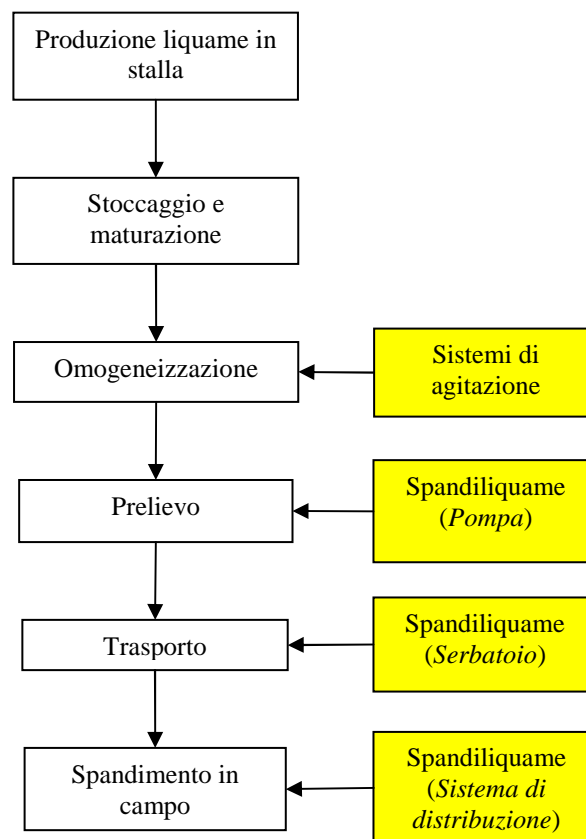 Produzione liquame in
stalla
Stoccaggio e
maturazione
Omogeneizzazione
Sistemi di
agitazione
Prelievo
Spandiliquame
(Pompa)
Trasporto
Spandiliquame
(Serbatoio)
Spandimento in
campo
Spandiliquame
(Sistema di
distribuzione)